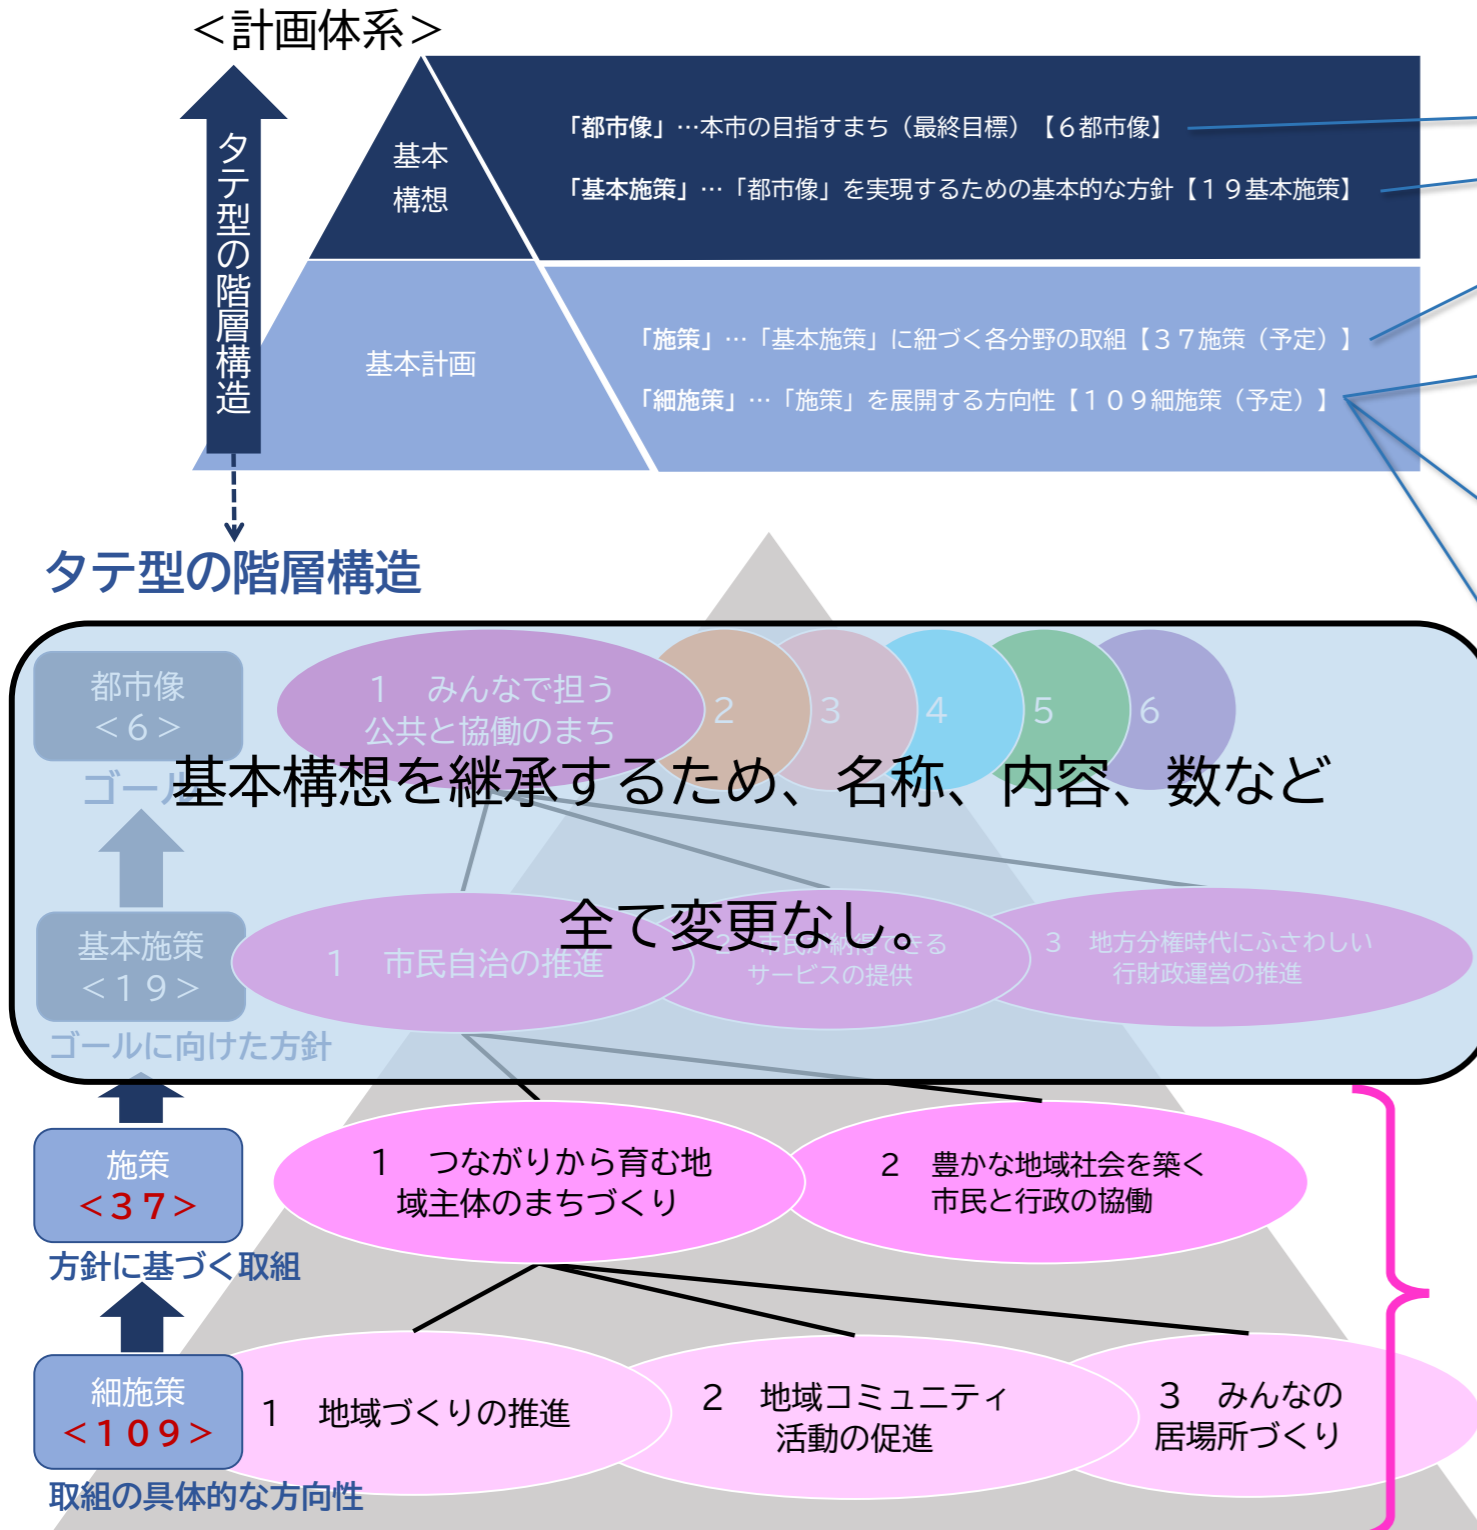 ＜計画体系＞
タテ型の階層構造
基本
構想
「都市像」…本市の目指すまち（最終目標）【６都市像】
「基本施策」…「都市像」を実現するための基本的な方針【１９基本施策】
基本計画
「施策」…「基本施策」に紐づく各分野の取組【３７施策（予定）】
「細施策」…「施策」を展開する方向性【１０９細施策（予定）】
タテ型の階層構造
都市像
＜６＞
ゴール
1　みんなで担う
公共と協働のまち
2
3
4
5
6
基本構想を継承するため、名称、内容、数など
全て変更なし。
基本施策
＜１９＞
ゴールに向けた方針
1　市民自治の推進
2　市民が納得できる
サービスの提供
3　地方分権時代にふさわしい
行財政運営の推進
施策
＜３７＞
方針に基づく取組
1　つながりから育む地
域主体のまちづくり
2　豊かな地域社会を築く
市民と行政の協働
細施策
＜１０９＞
取組の具体的な方向性
1　地域づくりの推進
2　地域コミュニティ
活動の促進
3　みんなの
居場所づくり